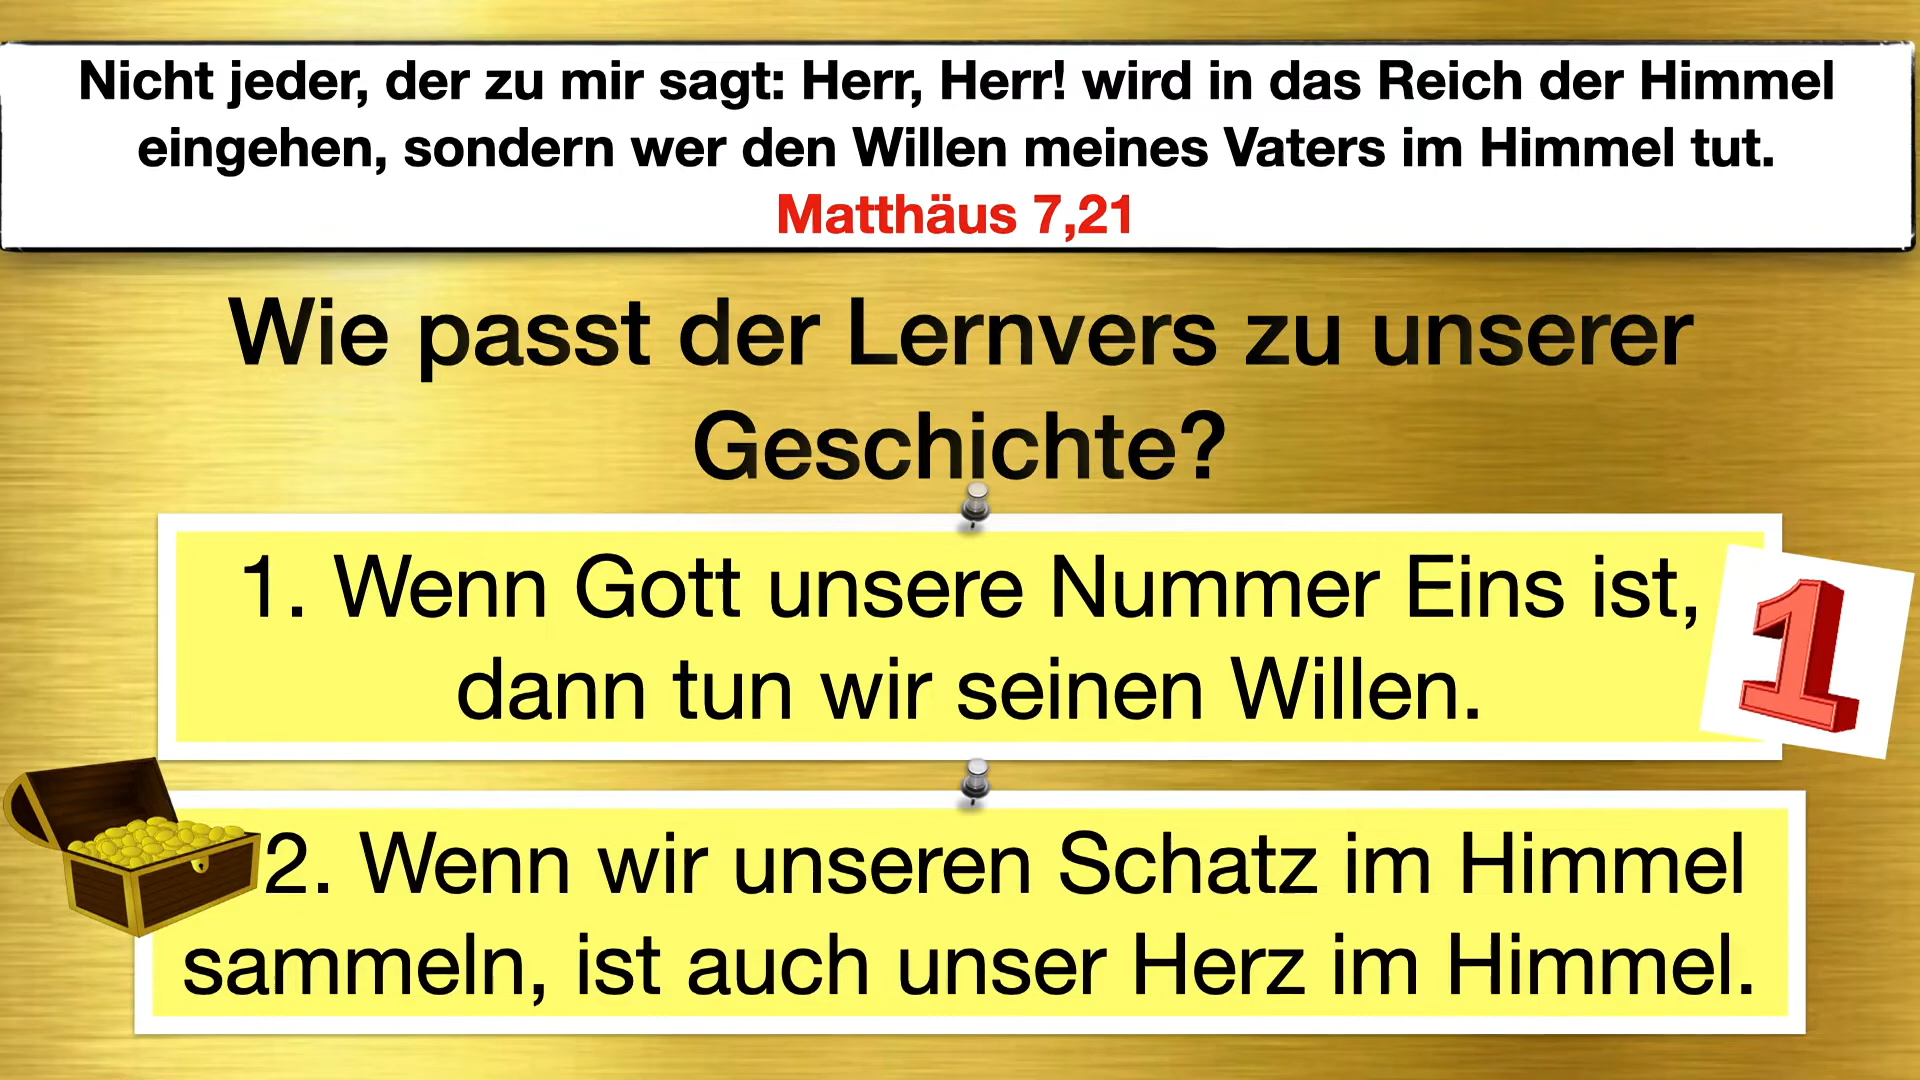 Nicht jeder, der zu mir sagt: Herr, Herr! wird in das Reich der Himmel
eingehen, sondern wer den Willen meines Vaters im Himmel tut.
Matthäus 7,21
Wie passt der Lernvers zu unserer
Geschichte?
1. Wenn Gott unsere Nummer Eins ist,
dann tun wir seinen Willen.
1
2. Wenn wir unseren Schatz im Himmel
sammeln, ist auch unser Herz im Himmel.